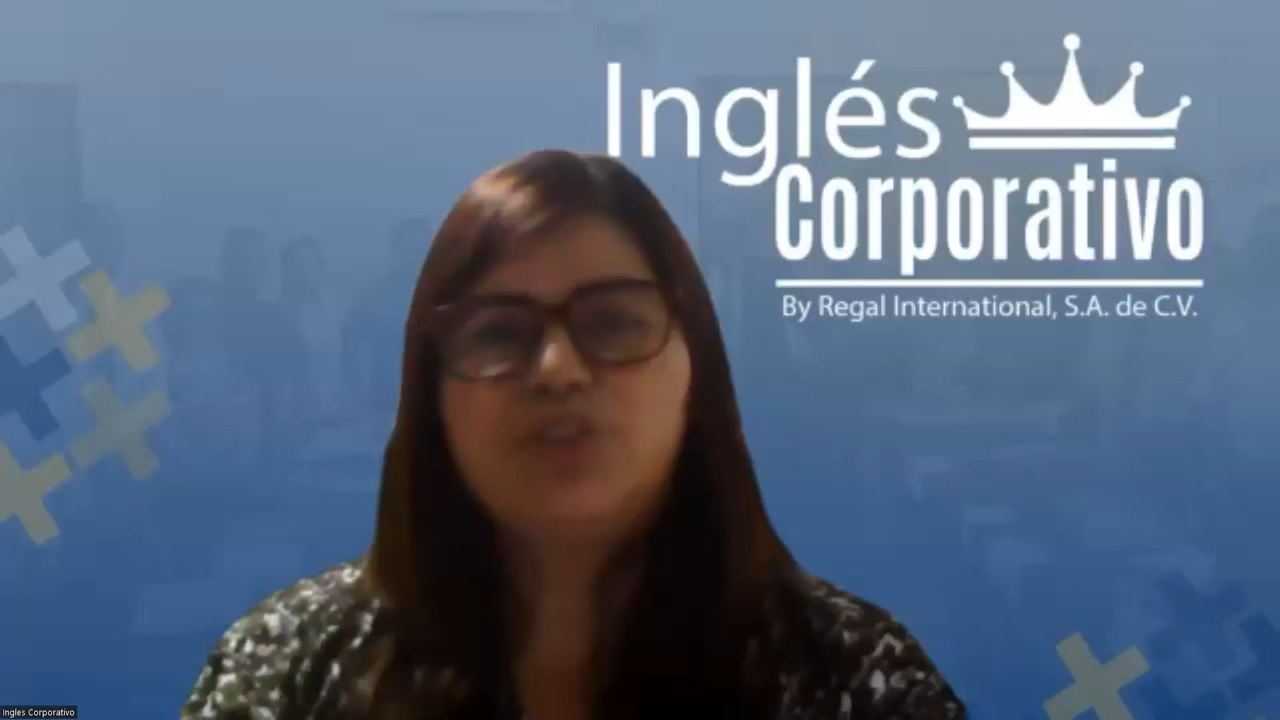 Inglés
Corporativo
By Regal International, S.A. de C.V.
Ingles Corporativo